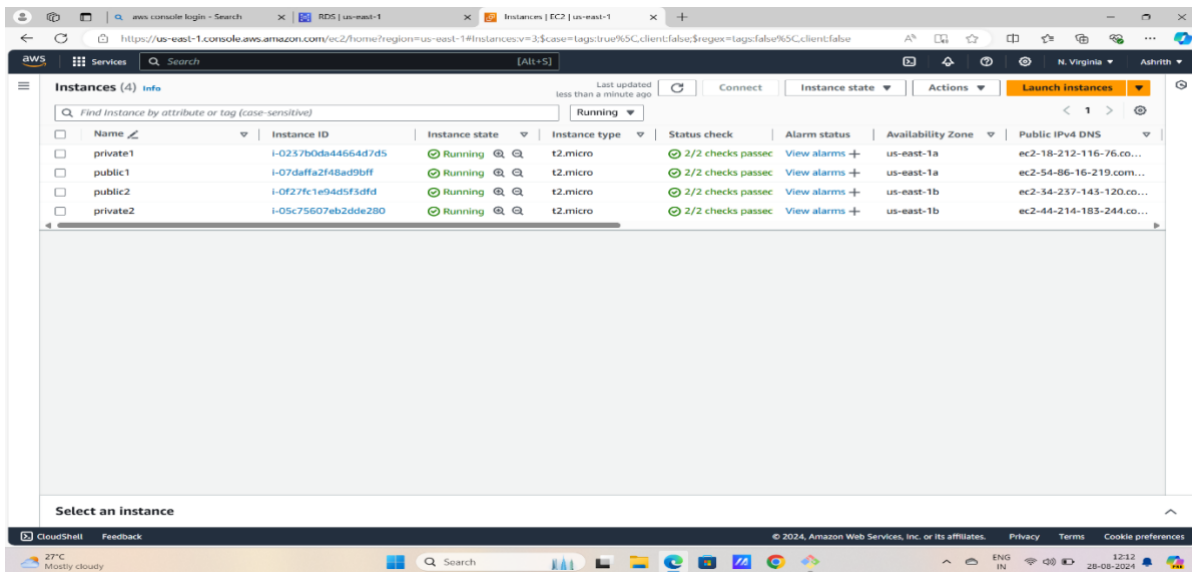 aws console login - Search
RDS | us-east-1
Instances | EC2 | us-east-1
https://us-east-1.console.aws.amazon.com/ec2/home?region=us-east-1#Instances:v=3;$case=tags:true%5C,client:false;$regex=tags:false%5C,client:false
aws Services Search [Alt+S] N. Virginia ▼ Ashrith ▼
Instances (4) Info Last updated less than a minute ago Connect Instance state ▼ Actions ▼ Launch instances ▼
Find Instance by attribute or tag (case-sensitive) Running ▼ < 1 >
Name Instance ID Instance state Instance type Status check Alarm status Availability Zone Public IPv4 DNS
private1 i-0237b0da44664d7d5 Running t2.micro 2/2 checks passec View alarms + us-east-1a ec2-18-212-116-76.co...
public1 i-07daffa2f48ad9bff Running t2.micro 2/2 checks passec View alarms + us-east-1a ec2-54-86-16-219.com...
public2 i-0f27fc1e94d5f3dfd Running t2.micro 2/2 checks passec View alarms + us-east-1b ec2-34-237-143-120.co...
private2 i-05c75607eb2dde280 Running t2.micro 2/2 checks passec View alarms + us-east-1b ec2-44-214-183-244.co...
Select an instance
CloudShell Feedback © 2024, Amazon Web Services, Inc. or its affiliates. Privacy Terms Cookie preferences
27°C
Mostly cloudy
Search
ENG
IN
12:12
28-08-2024